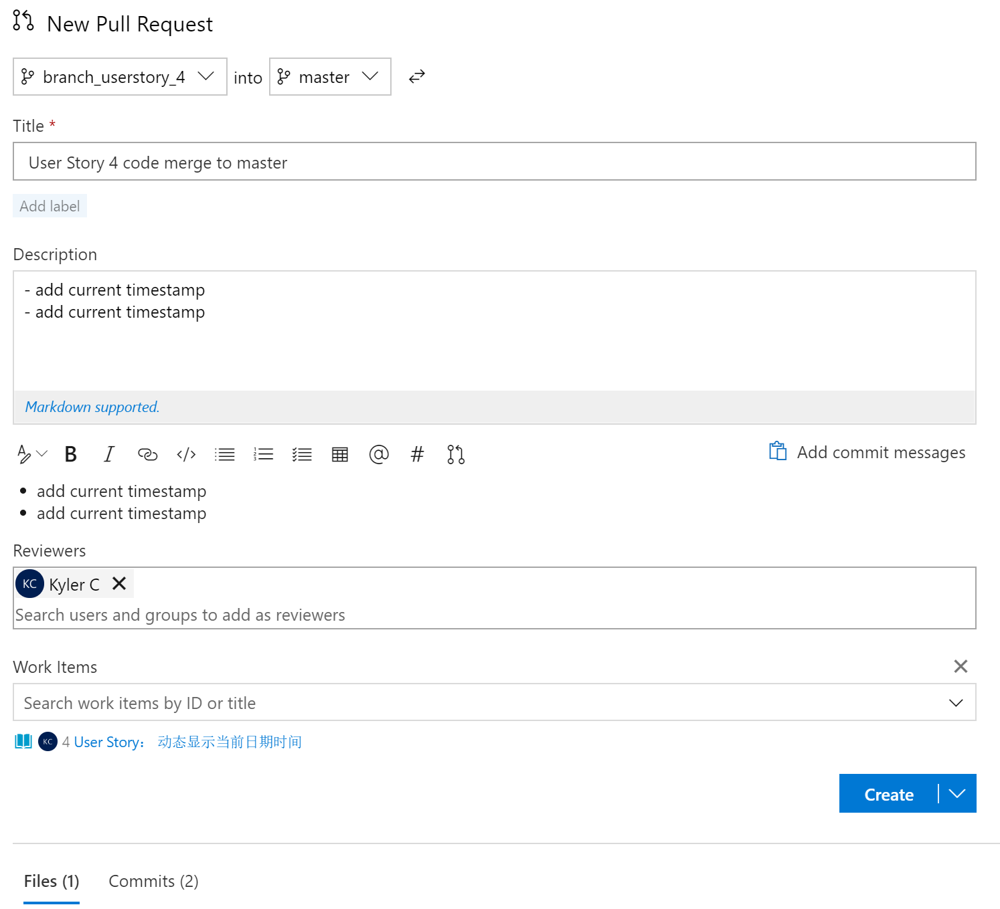 New Pull Request
branch_userstory_4 into master
Title *
User Story 4 code merge to master
Add label
Description
- add current timestamp
- add current timestamp
Markdown supported.
Add commit messages
• add current timestamp
• add current timestamp
Reviewers
KC Kyler C
Search users and groups to add as reviewers
Work Items
Search work items by ID or title
KC 4 User Story： 动态显示当前日期时间
Create
Files (1) Commits (2)